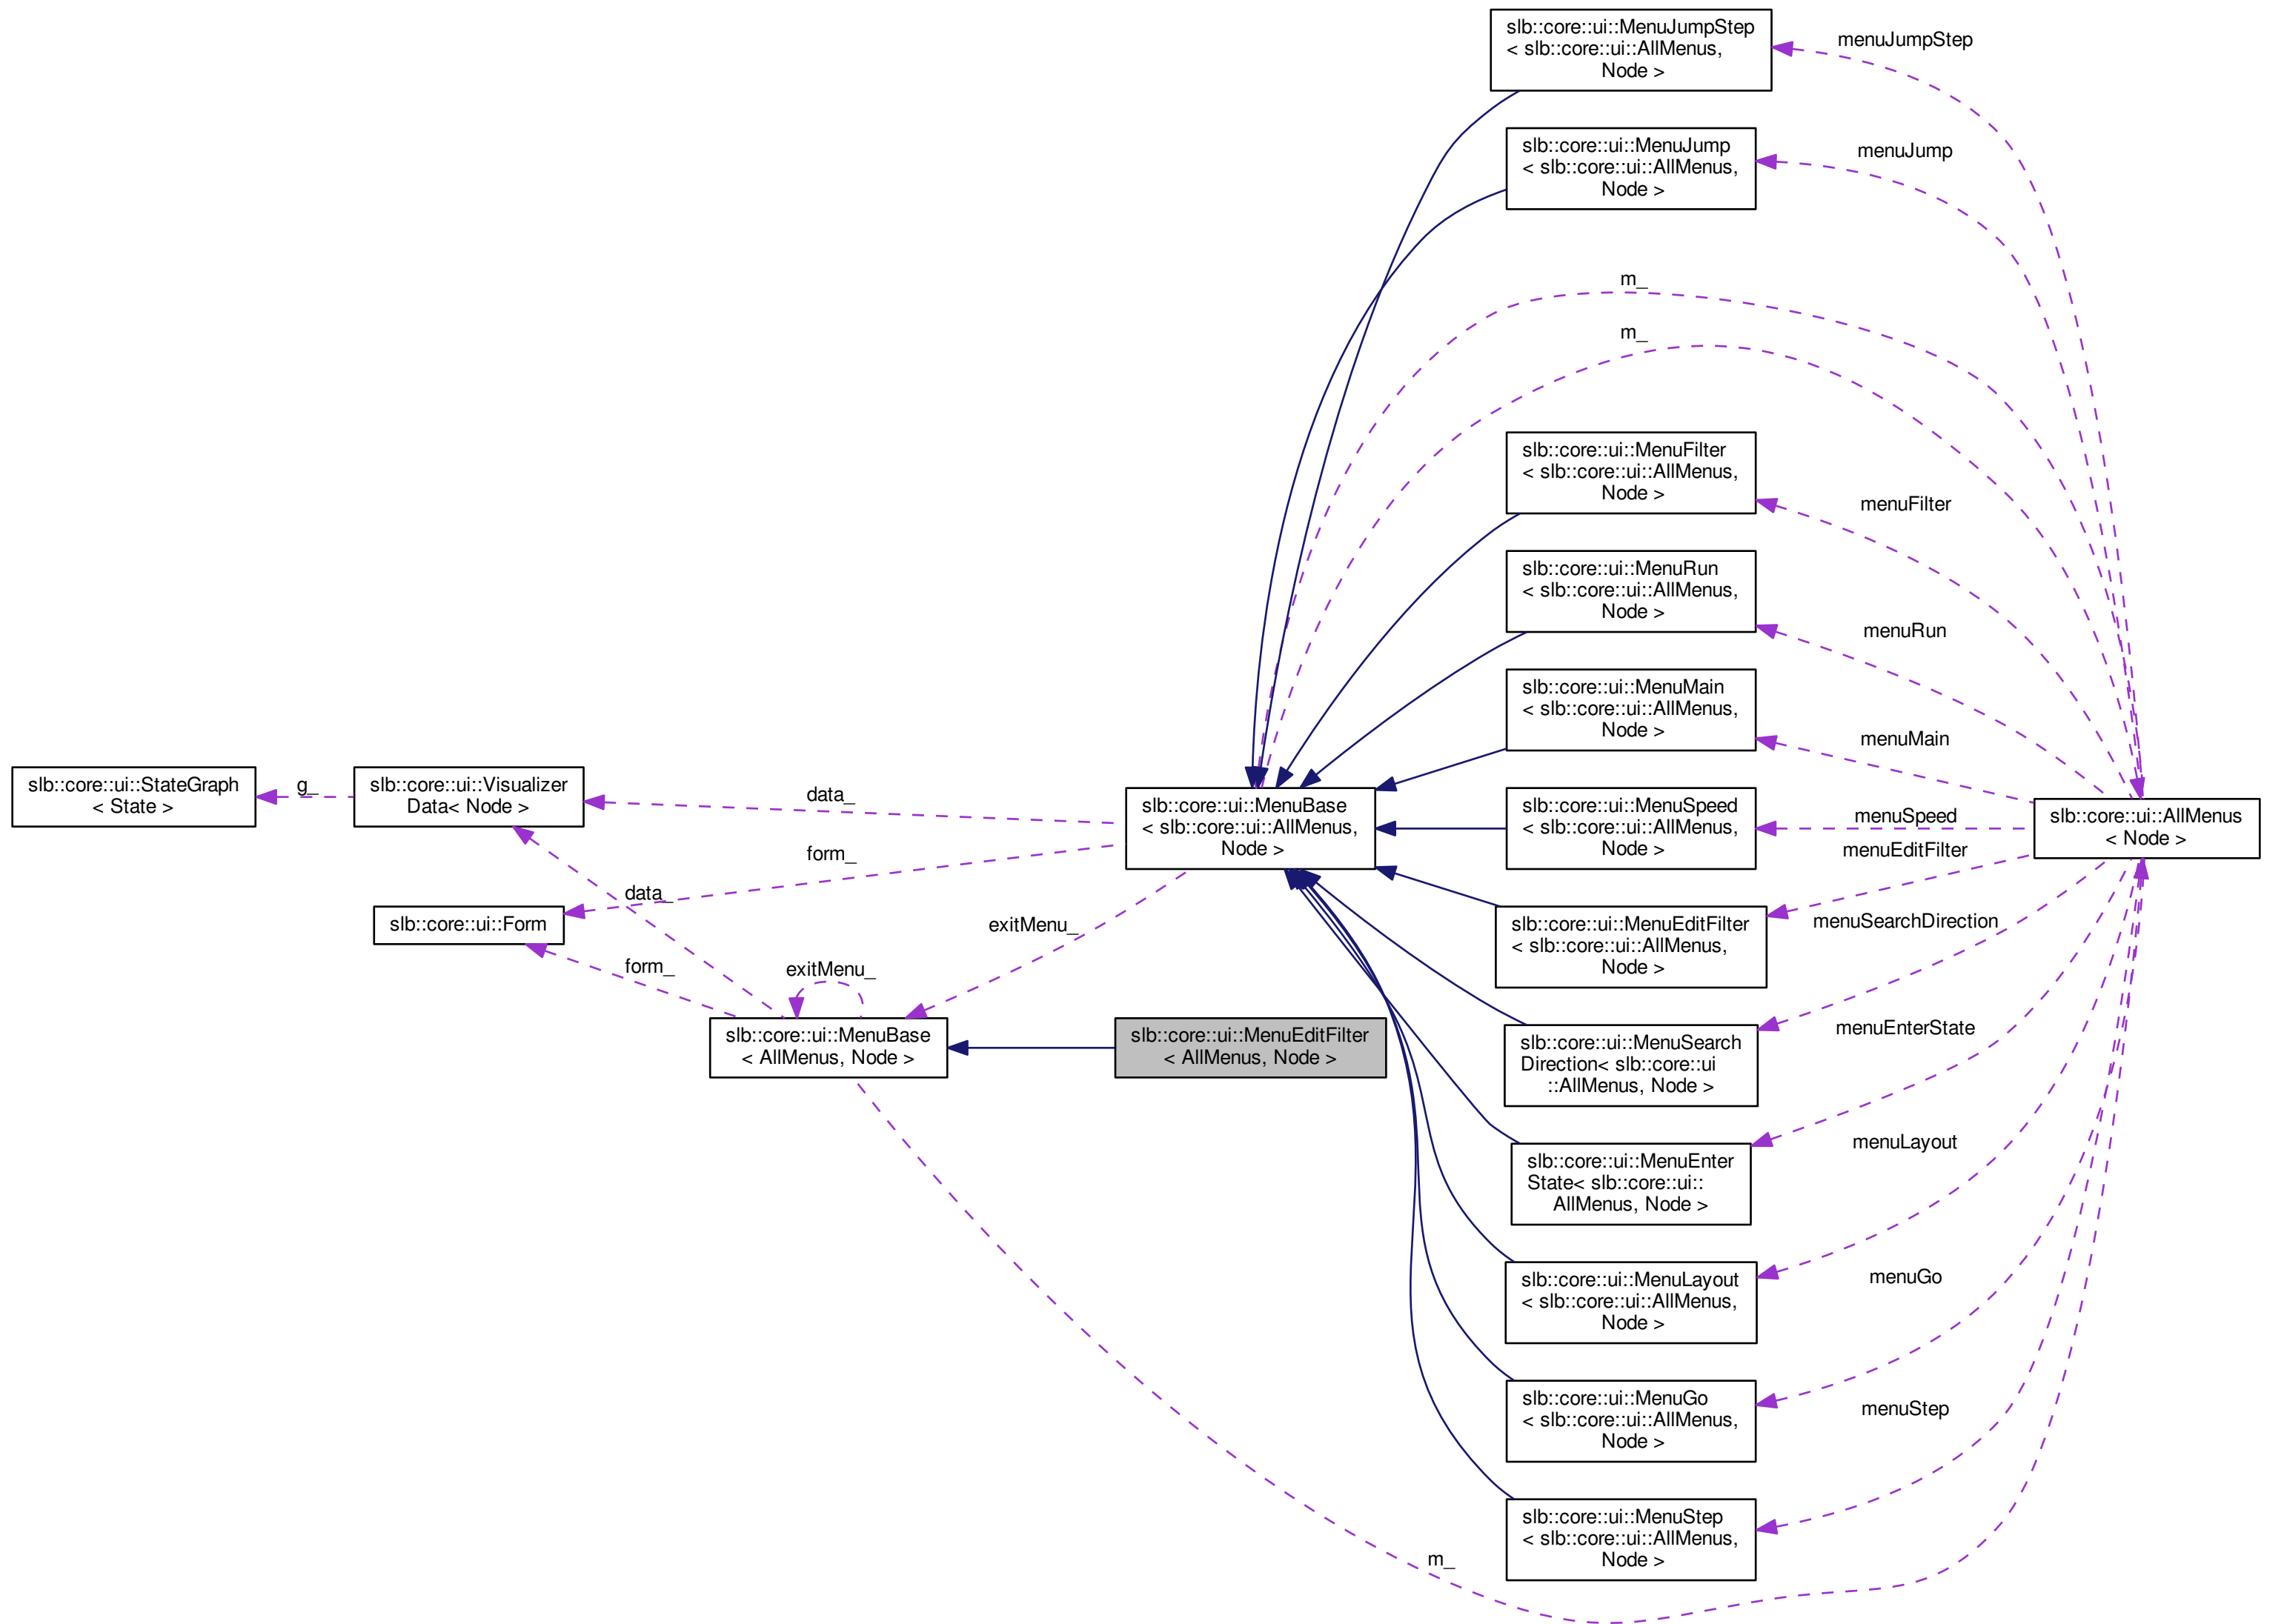 slb::core::ui::MenuJumpStep
< slb::core::ui::AllMenus,
Node >
menuJumpStep
slb::core::ui::MenuJump
< slb::core::ui::AllMenus,
Node >
menuJump
m_
m_
slb::core::ui::MenuFilter
< slb::core::ui::AllMenus,
Node >
menuFilter
slb::core::ui::MenuRun
< slb::core::ui::AllMenus,
Node >
menuRun
slb::core::ui::MenuMain
< slb::core::ui::AllMenus,
Node >
menuMain
slb::core::ui::StateGraph
< State >
g_
slb::core::ui::Visualizer
Data< Node >
data_
slb::core::ui::MenuBase
< slb::core::ui::AllMenus,
Node >
slb::core::ui::MenuSpeed
< slb::core::ui::AllMenus,
Node >
menuSpeed
slb::core::ui::AllMenus
< Node >
form_
menuEditFilter
slb::core::ui::Form
data_
exitMenu_
slb::core::ui::MenuEditFilter
< slb::core::ui::AllMenus,
Node >
menuSearchDirection
form_
exitMenu_
slb::core::ui::MenuBase
< AllMenus, Node >
slb::core::ui::MenuEditFilter
< AllMenus, Node >
slb::core::ui::MenuSearch
Direction< slb::core::ui
::AllMenus, Node >
menuEnterState
slb::core::ui::MenuEnter
State< slb::core::ui::
AllMenus, Node >
menuLayout
slb::core::ui::MenuLayout
< slb::core::ui::AllMenus,
Node >
menuGo
slb::core::ui::MenuGo
< slb::core::ui::AllMenus,
Node >
menuStep
slb::core::ui::MenuStep
< slb::core::ui::AllMenus,
Node >
m_